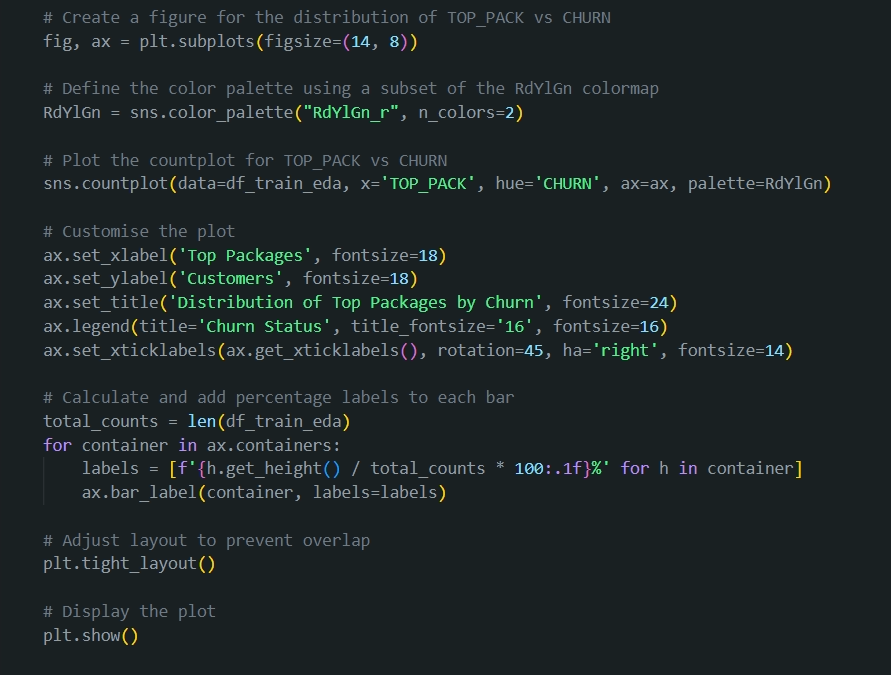 # Create a figure for the distribution of TOP_PACK vs CHURN
fig, ax = plt.subplots(figsize=(14, 8))

# Define the color palette using a subset of the RdYlGn colormap
RdYlGn = sns.color_palette("RdYlGn_r", n_colors=2)

# Plot the countplot for TOP_PACK vs CHURN
sns.countplot(data=df_train_eda, x='TOP_PACK', hue='CHURN', ax=ax, palette=RdYlGn)

# Customise the plot
ax.set_xlabel('Top Packages', fontsize=18)
ax.set_ylabel('Customers', fontsize=18)
ax.set_title('Distribution of Top Packages by Churn', fontsize=24)
ax.legend(title='Churn Status', title_fontsize='16', fontsize=16)
ax.set_xticklabels(ax.get_xticklabels(), rotation=45, ha='right', fontsize=14)

# Calculate and add percentage labels to each bar
total_counts = len(df_train_eda)
for container in ax.containers:
    labels = [f'{h.get_height() / total_counts * 100:.1f}%' for h in container]
    ax.bar_label(container, labels=labels)

# Adjust layout to prevent overlap
plt.tight_layout()

# Display the plot
plt.show()